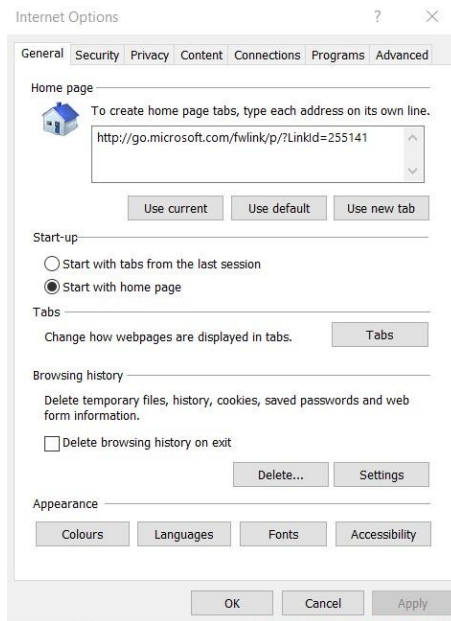 Internet Options ? ×
General Security Privacy Content Connections Programs Advanced
Home page
To create home page tabs, type each address on its own line.
http://go.microsoft.com/fwlink/p/?LinkId=255141
Use current Use default Use new tab
Start-up
Start with tabs from the last session
Start with home page
Tabs
Change how webpages are displayed in tabs. Tabs
Browsing history
Delete temporary files, history, cookies, saved passwords and web
form information.
Delete browsing history on exit
Delete... Settings
Appearance
Colours Languages Fonts Accessibility
OK Cancel Apply